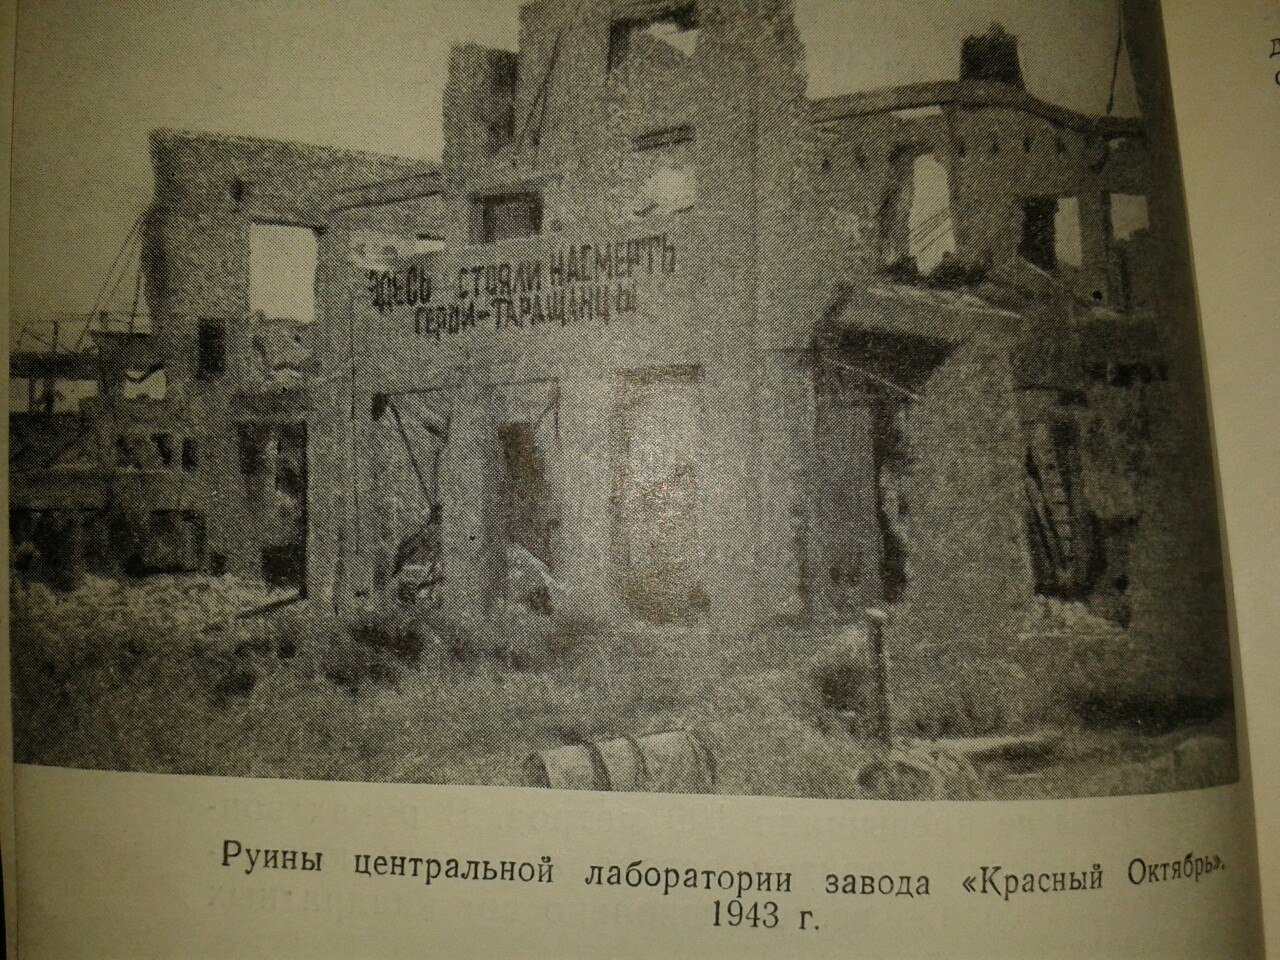 ЗДЕСЬ СТОЯЛИ НАСМЕРТЬ
ГЕРОИ-ТАРАЩАНЦЫ
Руины центральной лаборатории завода «Красный Октябрь».
1943 г.